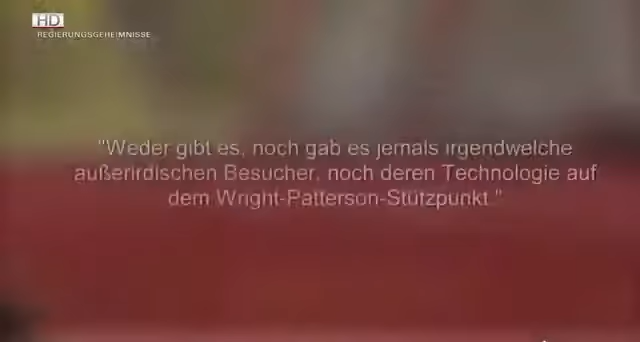 HD
REGIERUNGSGEHEIMNISSE
"Weder gibt es, noch gab es jemals irgendwelche
außerirdischen Besucher, noch deren Technologie auf
dem Wright-Patterson-Stützpunkt."